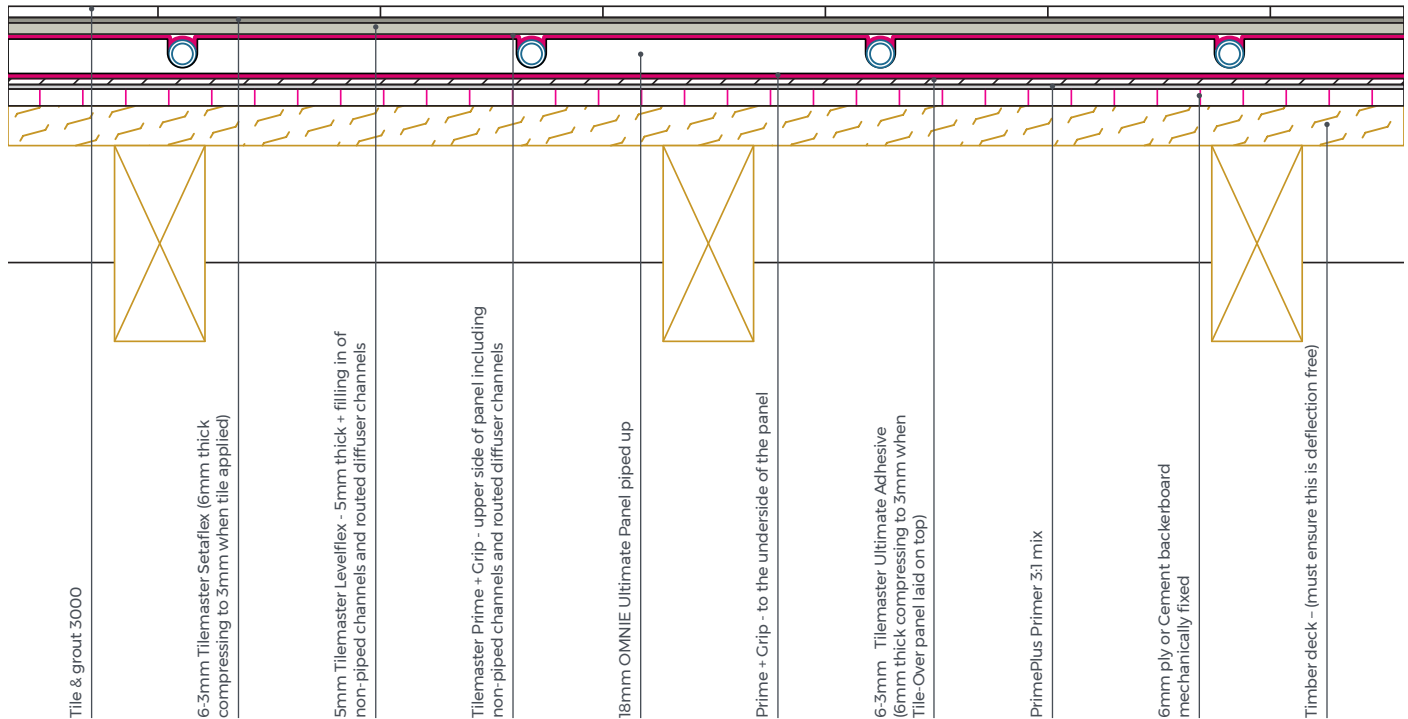 Tile & grout 3000
6-3mm Tilemaster Setaflex (6mm thick
compressing to 3mm when tile applied)
5mm Tilemaster Levelflex - 5mm thick + filling in of
non-piped channels and routed diffuser channels
Tilemaster Prime + Grip - upper side of panel including
non-piped channels and routed diffuser channels
18mm OMNIE Ultimate Panel piped up
Prime + Grip - to the underside of the panel
6-3mm Tilemaster Ultimate Adhesive
(6mm thick compressing to 3mm when
Tile-Over panel laid on top)
PrimePlus Primer 3:1 mix
6mm ply or Cement backerboard
mechanically fixed
Timber deck – (must ensure this is deflection free)